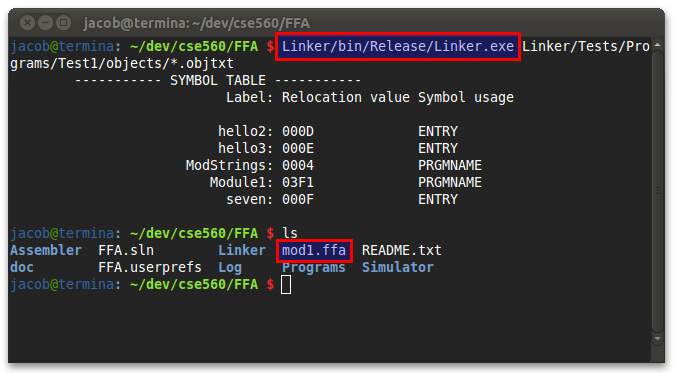 jacob@termina: ~/dev/cse560/FFA
jacob@termina: ~/dev/cse560/FFA $ Linker/bin/Release/Linker.exe Linker/Tests/Pro
grams/Test1/objects/*.objtxt
----------- SYMBOL TABLE -----------
Label: Relocation value Symbol usage
hello2: 000D ENTRY
hello3: 000E ENTRY
ModStrings: 0004 PRGMNAME
Module1: 03F1 PRGMNAME
seven: 000F ENTRY
jacob@termina: ~/dev/cse560/FFA $ ls
Assembler FFA.sln Linker mod1.ffa README.txt
doc FFA.userprefs Log Programs Simulator
jacob@termina: ~/dev/cse560/FFA $